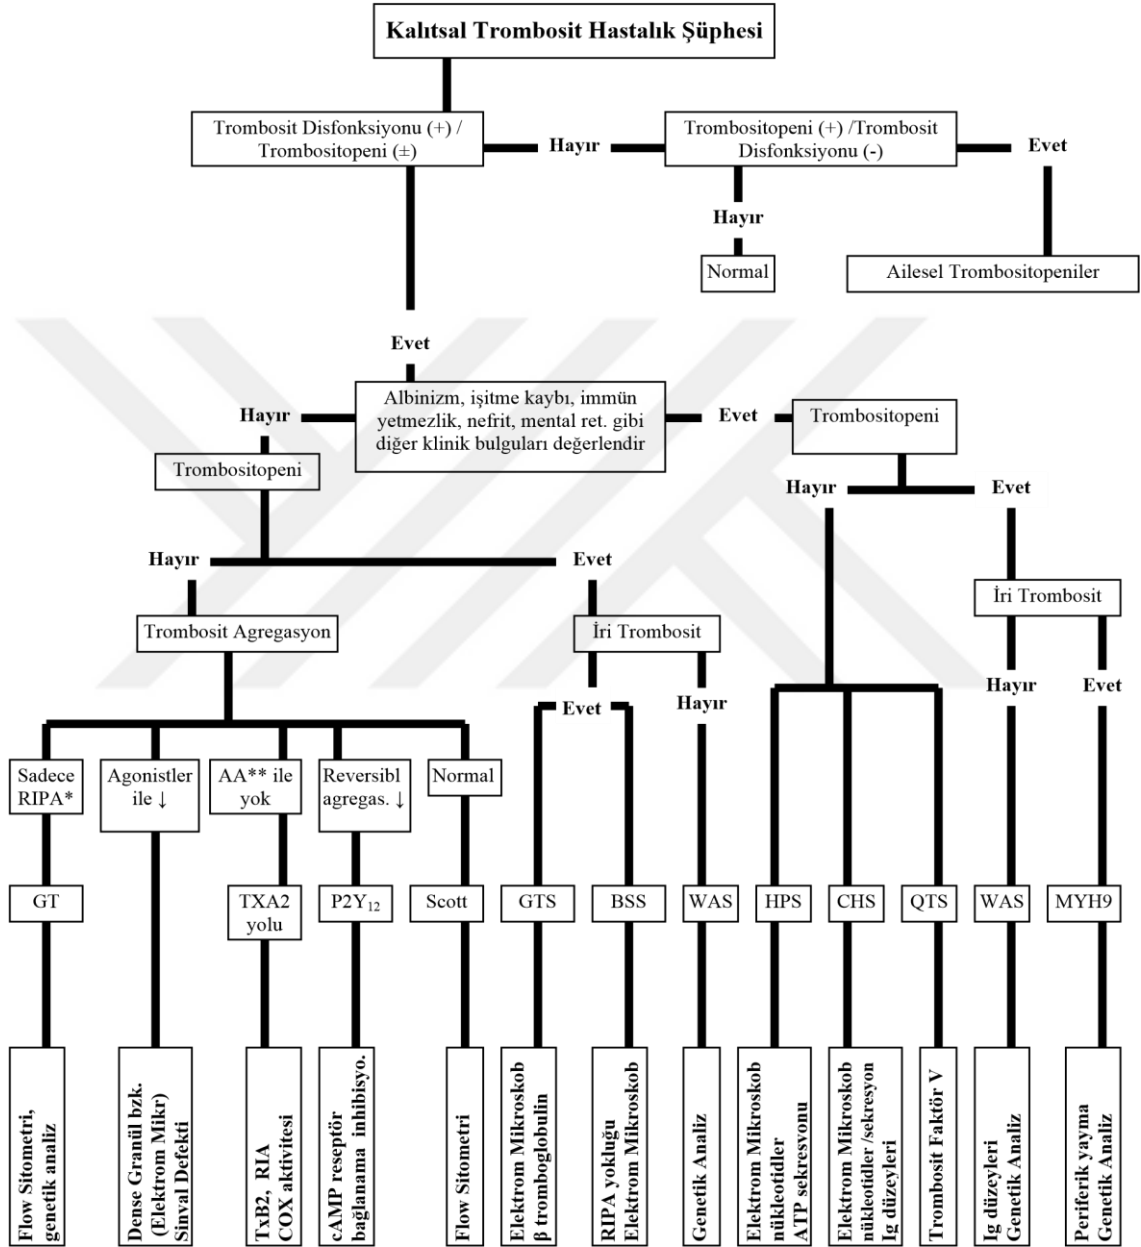 Kalıtsal Trombosit Hastalık Şüphesi
Trombosit Disfonksiyonu (+) /
Trombositopeni (±)
Hayır
Trombositopeni (+) /Trombosit
Disfonksiyonu (-)
Evet
Hayır
Normal
Ailesel Trombositopeniler
Evet
Albinizm, işitme kaybı, immün
yetmezlik, nefrit, mental ret. gibi
diğer klinik bulguları değerlendir
Hayır
Evet
Trombositopeni
Trombositopeni
Hayır
Evet
Hayır
Evet
Trombosit Agregasyon
İri Trombosit
İri Trombosit
Evet
Hayır
Hayır
Evet
Sadece
RIPA*
Agonistler
ile ↓
AA** ile
yok
Reversibl
agregas. ↓
Normal
GT
TXA2
yolu
P2Y₁₂
Scott
GTS
BSS
WAS
HPS
CHS
QTS
WAS
MYH9
Flow Sitometri,
genetik analiz
Dense Granül bzk.
(Elektrom Mikr)
Sinyal Defekti
TxB2, RIA
COX aktivitesi
cAMP reseptör
bağlanama inhibisyo.
Flow Sitometri
Elektrom Mikroskob
β tromboglobulin
RIPA yokluğu
Elektrom Mikroskob
Genetik Analiz
Elektrom Mikroskob
nükleotidler
ATP sekresyonu
Elektrom Mikroskob
nükleotidler /sekresyon
Ig düzeyleri
Trombosit Faktör V
Ig düzeyleri
Genetik Analiz
Periferik yayma
Genetik Analiz